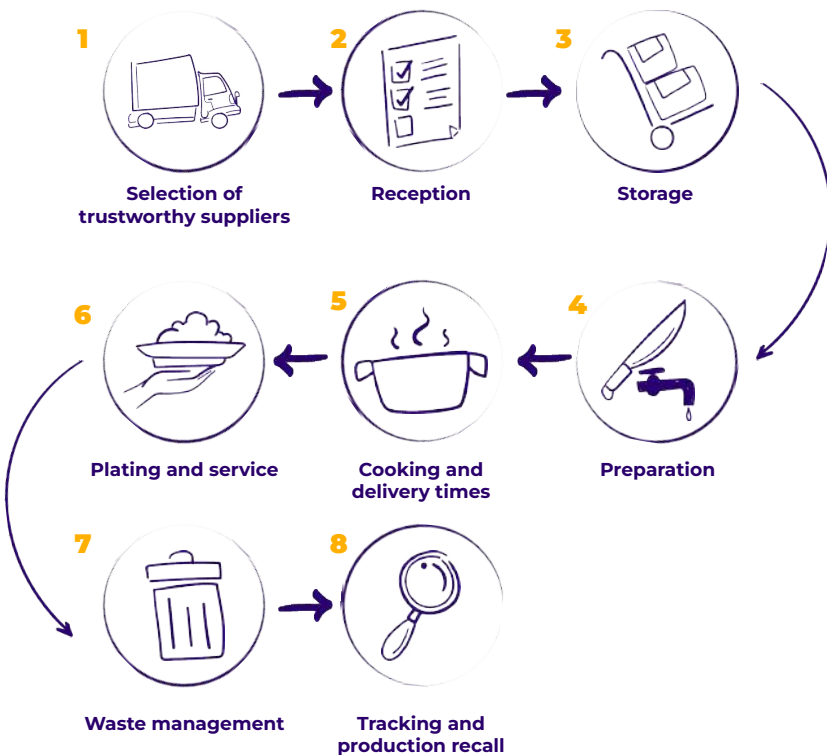 1
Selection of
trustworthy suppliers
2
Reception
3
Storage
4
Preparation
5
Cooking and
delivery times
6
Plating and service
7
Waste management
8
Tracking and
production recall